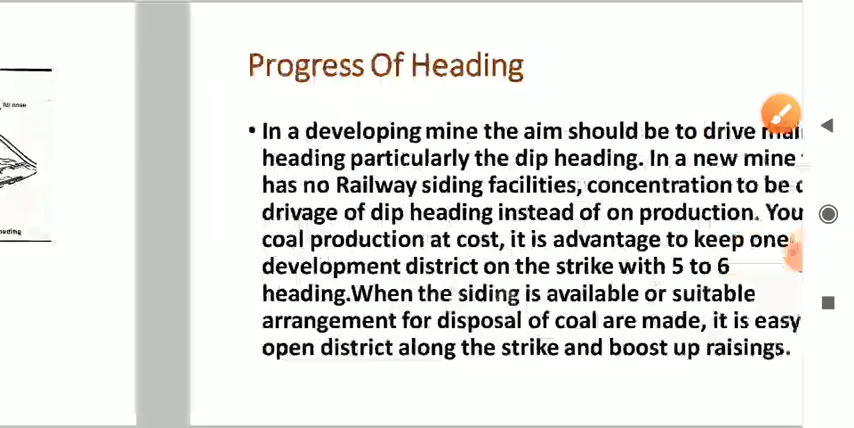 Progress Of Heading
• In a developing mine the aim should be to drive
heading particularly the dip heading. In a new mine
has no Railway siding facilities, concentration to be
drivage of dip heading instead of on production. You
coal production at cost, it is advantage to keep one
development district on the strike with 5 to 6
heading.When the siding is available or suitable
arrangement for disposal of coal are made, it is easy
open district along the strike and boost up raisings.